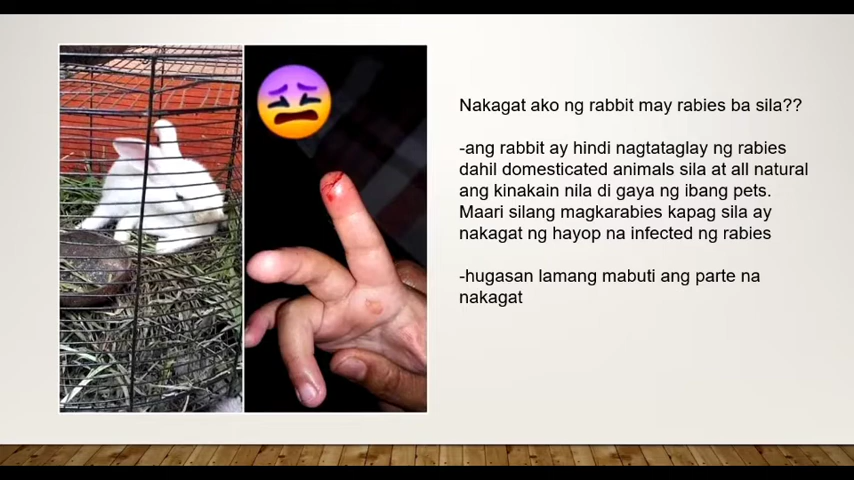 Nakagat ako ng rabbit may rabies ba sila??
-ang rabbit ay hindi nagtataglay ng rabies
dahil domesticated animals sila at all natural
ang kinakain nila di gaya ng ibang pets.
Maari silang magkarabies kapag sila ay
nakagat ng hayop na infected ng rabies
-hugasan lamang mabuti ang parte na
nakagat